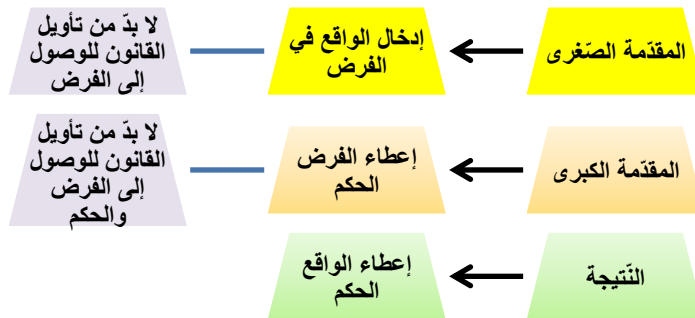 المقدّمة الصّغرى
إدخال الواقع في
الفرض
لا بدّ من تأويل
القانون للوصول
إلى الفرض
المقدّمة الكبرى
إعطاء الفرض
الحكم
لا بدّ من تأويل
القانون للوصول
إلى الفرض
والحكم
النّتيجة
إعطاء الواقع
الحكم